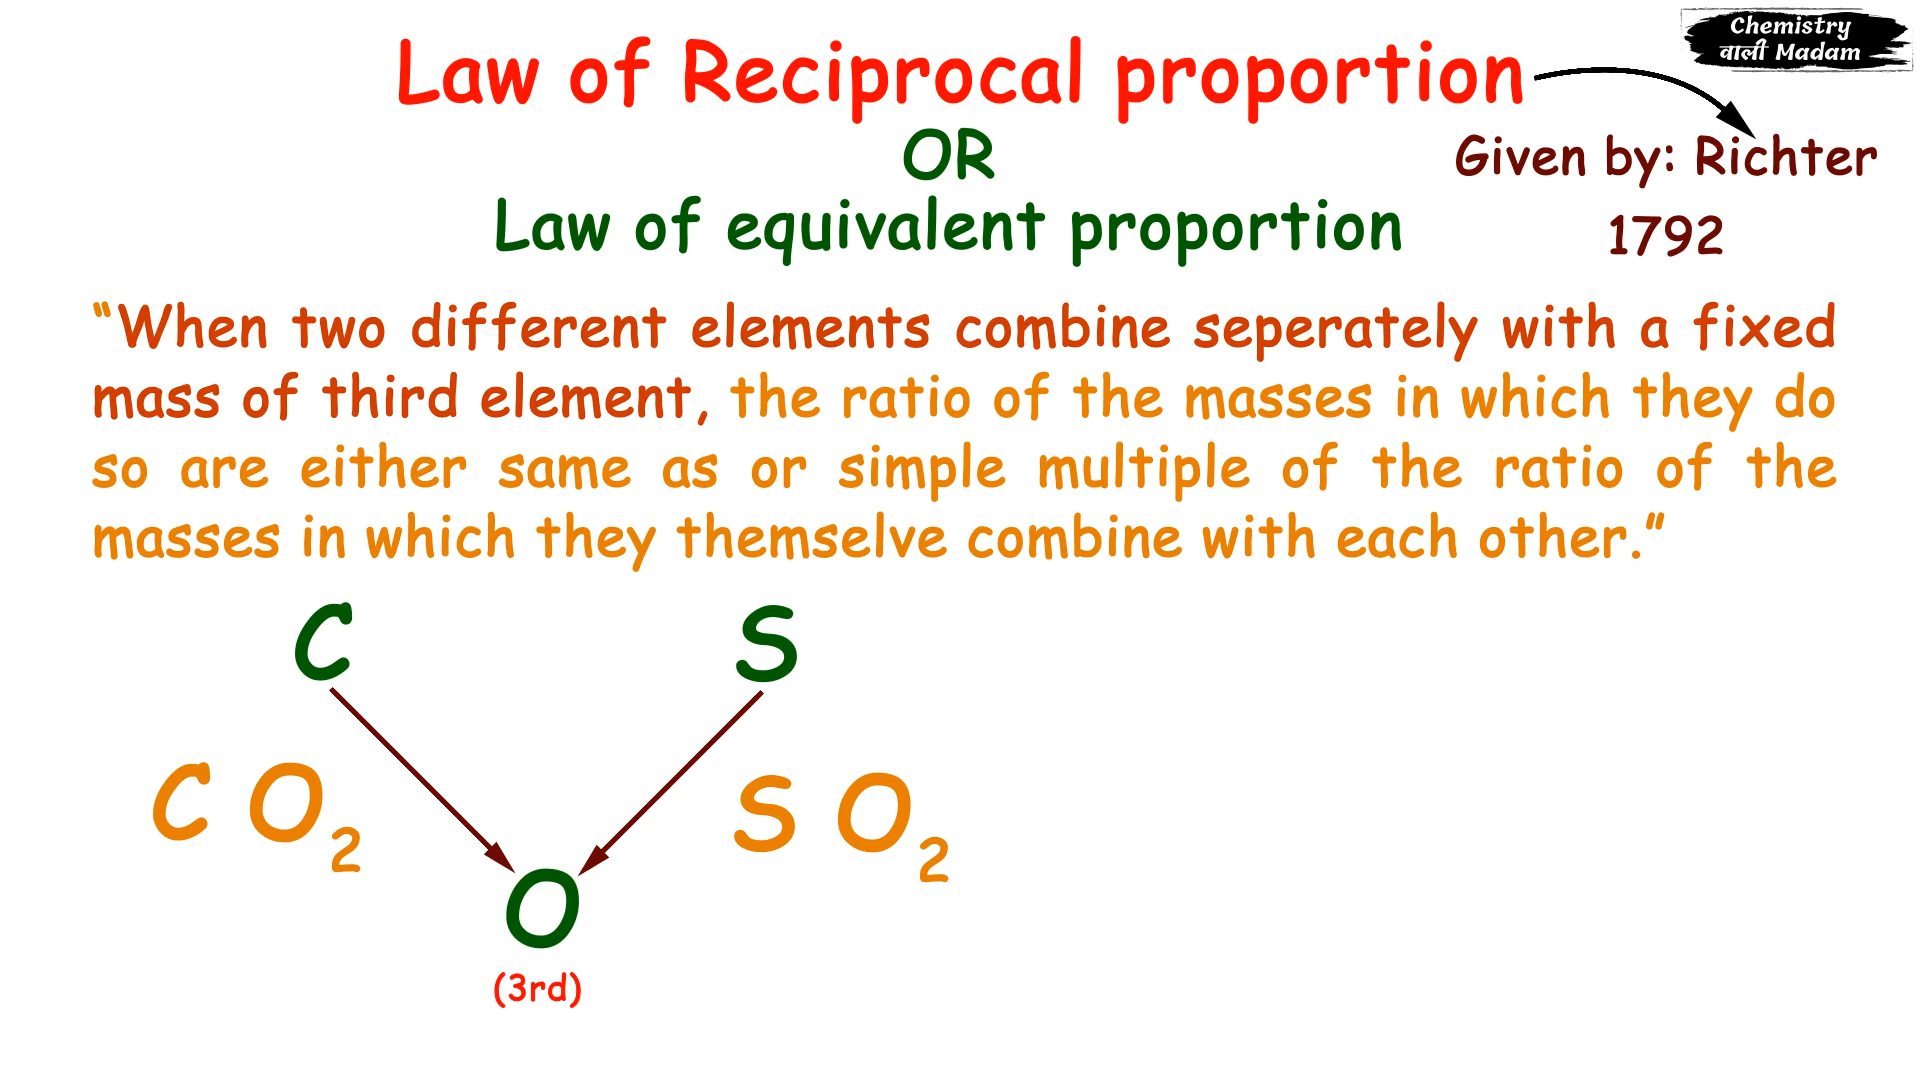 Chemistry
वाली Madam
Law of Reciprocal proportion
OR
Given by: Richter
Law of equivalent proportion
1792
“When two different elements combine seperately with a fixed
mass of third element, the ratio of the masses in which they do
so are either same as or simple multiple of the ratio of the
masses in which they themselve combine with each other.”
C S
C O2 S O2
O
(3rd)